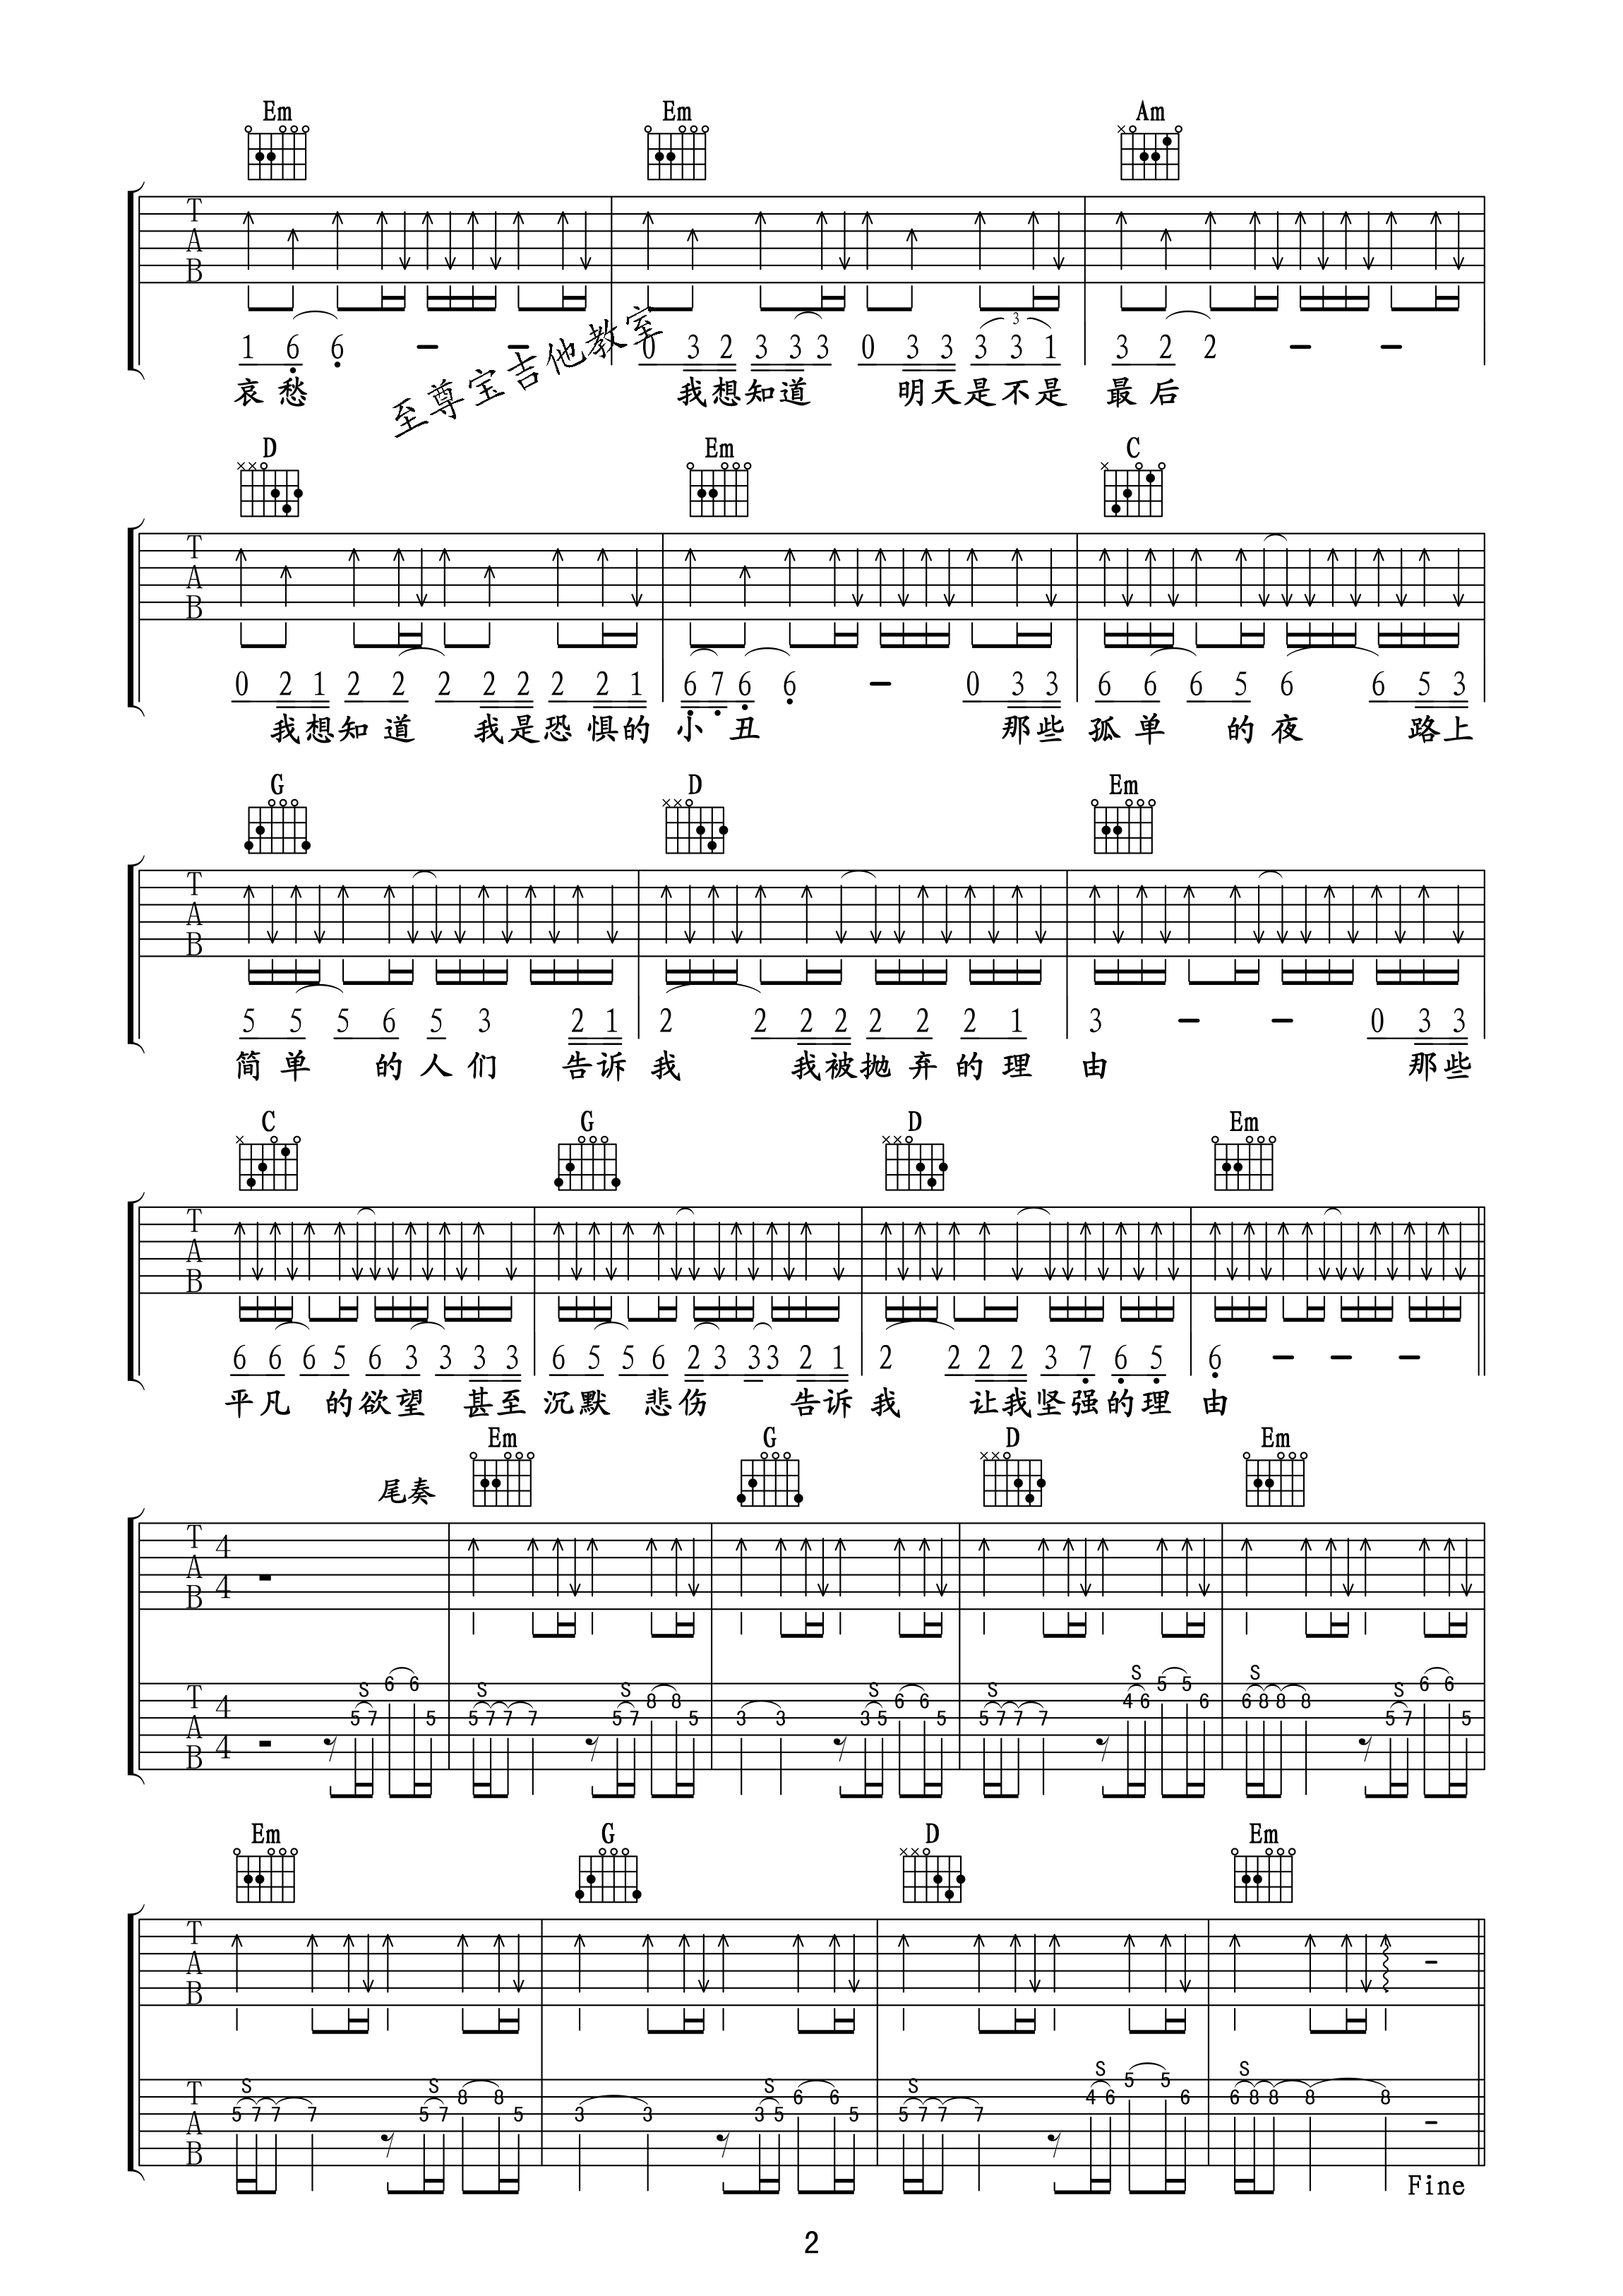 Em Em Am
T A B
1 6 6 - - 0 3 2 3 3 3 0 3 3 3 3 1 3 2 2 - -
3
哀愁 我想知道 明天是不是 最后
至尊宝吉他教室
D Em C
T A B
0 2 1 2 2 2 2 2 2 2 1 6 7 6 6 - 0 3 3 6 6 6 5 6 6 5 3
我想知道 我是恐惧的 小丑 那些 孤单 的夜 路上
G D Em
T A B
5 5 5 6 5 3 2 1 2 2 2 2 2 2 2 1 3 - - 0 3 3
简单 的人们 告诉 我 我被抛弃的理 由 那些
C G D Em
T A B
6 6 6 5 6 3 3 3 3 6 5 5 6 2 3 3 3 2 1 2 2 2 2 3 7 6 5 6 - - -
平凡 的欲望 甚至 沉默 悲伤 告诉 我 让我坚强的理 由
尾奏 Em G D Em
T A B 4 4
S S S S S S S S
T A B 4 4 5 7 6 6 5 5 7 7 7 5 7 8 8 5 3 3 3 5 6 6 5 5 7 7 7 4 6 5 5 6 6 8 8 8 5 7 6 6 5
Em G D Em
T A B
S S S S S S
T A B 5 7 7 7 5 7 8 8 5 3 3 3 5 6 6 5 5 7 7 7 4 6 5 5 6 6 8 8 8 8
Fine
2